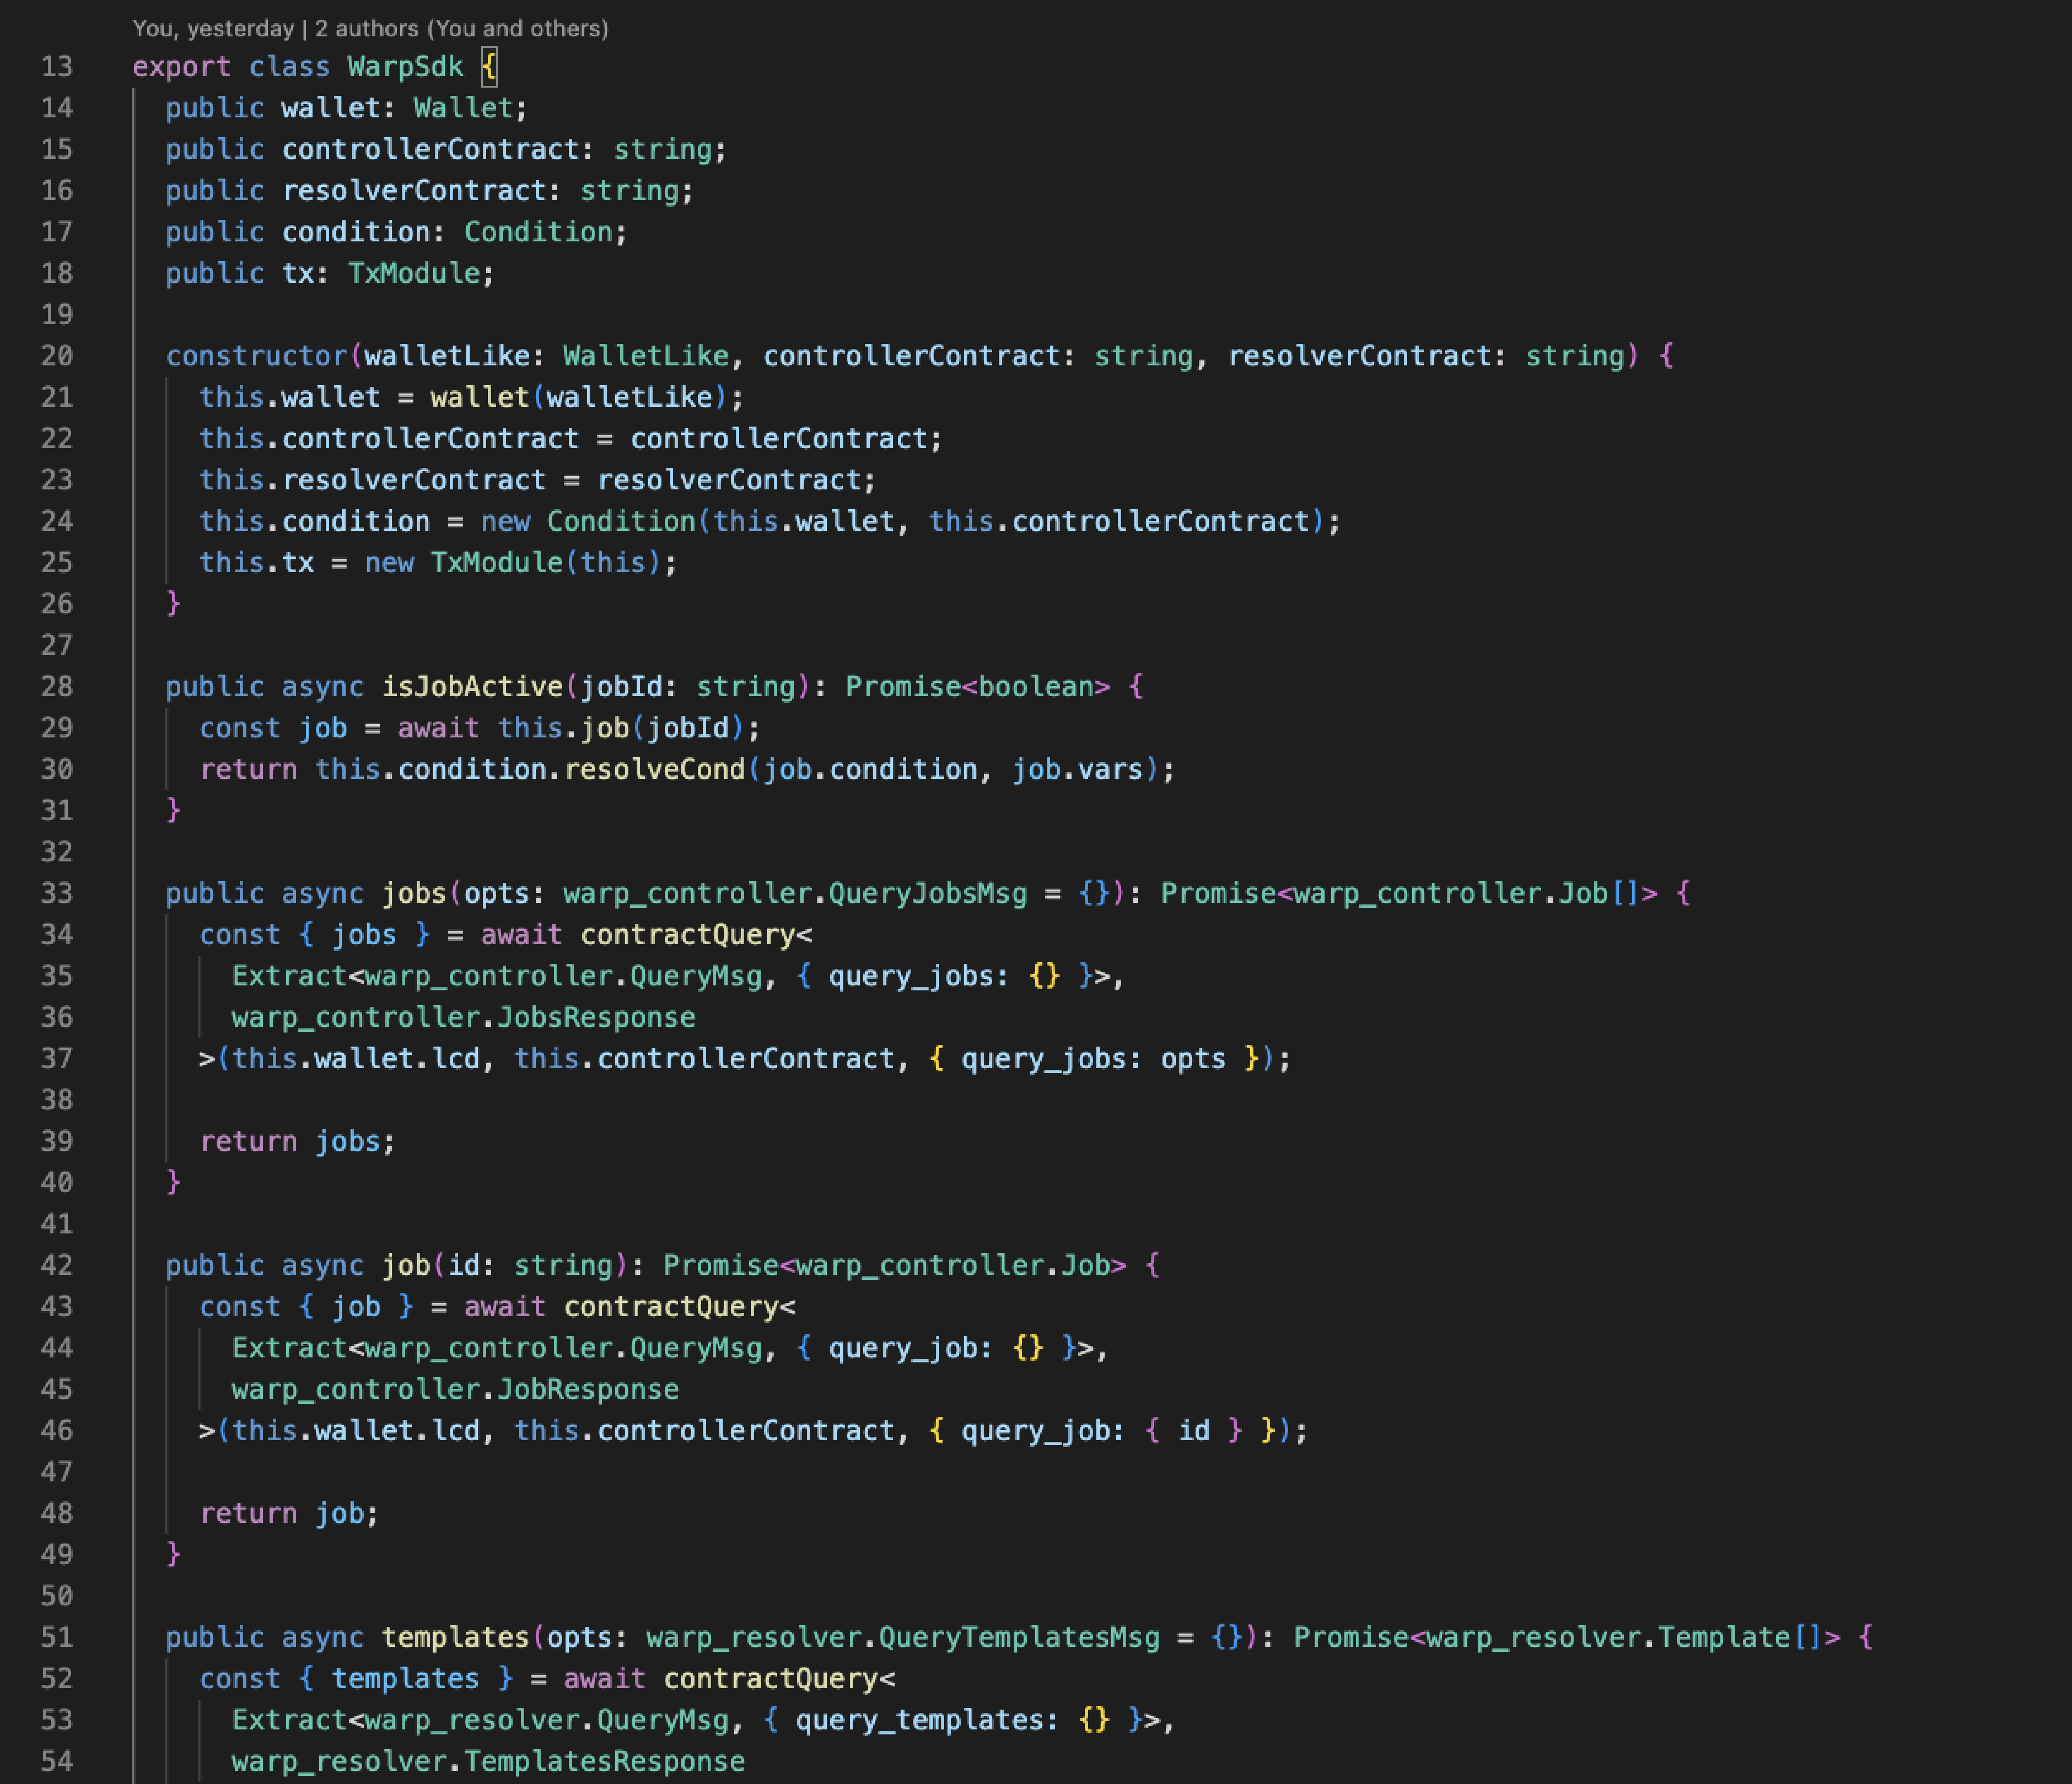 You, yesterday | 2 authors (You and others)
13 export class WarpSdk {
14   public wallet: Wallet;
15   public controllerContract: string;
16   public resolverContract: string;
17   public condition: Condition;
18   public tx: TxModule;
19
20   constructor(walletLike: WalletLike, controllerContract: string, resolverContract: string) {
21     this.wallet = wallet(walletLike);
22     this.controllerContract = controllerContract;
23     this.resolverContract = resolverContract;
24     this.condition = new Condition(this.wallet, this.controllerContract);
25     this.tx = new TxModule(this);
26   }
27
28   public async isJobActive(jobId: string): Promise<boolean> {
29     const job = await this.job(jobId);
30     return this.condition.resolveCond(job.condition, job.vars);
31   }
32
33   public async jobs(opts: warp_controller.QueryJobsMsg = {}): Promise<warp_controller.Job[]> {
34     const { jobs } = await contractQuery<
35       Extract<warp_controller.QueryMsg, { query_jobs: {} }>,
36       warp_controller.JobsResponse
37     >(this.wallet.lcd, this.controllerContract, { query_jobs: opts });
38
39     return jobs;
40   }
41
42   public async job(id: string): Promise<warp_controller.Job> {
43     const { job } = await contractQuery<
44       Extract<warp_controller.QueryMsg, { query_job: {} }>,
45       warp_controller.JobResponse
46     >(this.wallet.lcd, this.controllerContract, { query_job: { id } });
47
48     return job;
49   }
50
51   public async templates(opts: warp_resolver.QueryTemplatesMsg = {}): Promise<warp_resolver.Template[]> {
52     const { templates } = await contractQuery<
53       Extract<warp_resolver.QueryMsg, { query_templates: {} }>,
54       warp_resolver.TemplatesResponse